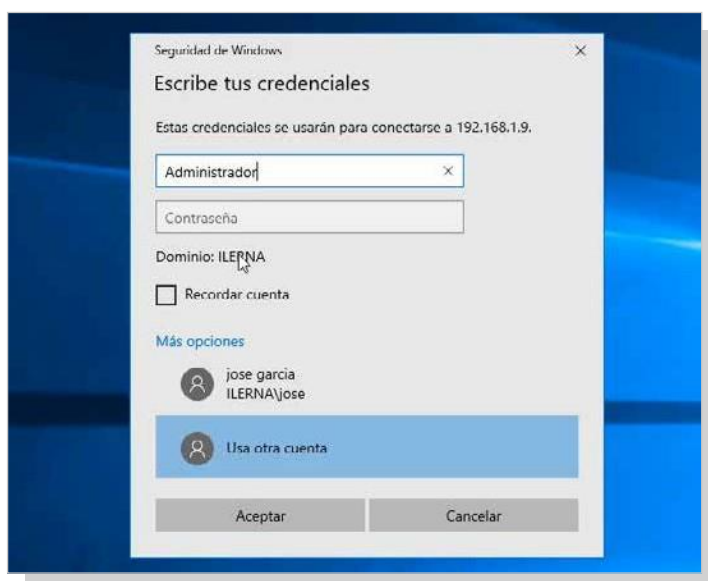 Seguridad de Windows
Escribe tus credenciales
Estas credenciales se usarán para conectarse a 192.168.1.9.
Administrador
Contraseña
Dominio: ILERNA
Recordar cuenta
Más opciones
jose garcia
ILERNA\jose
Usa otra cuenta
Aceptar Cancelar